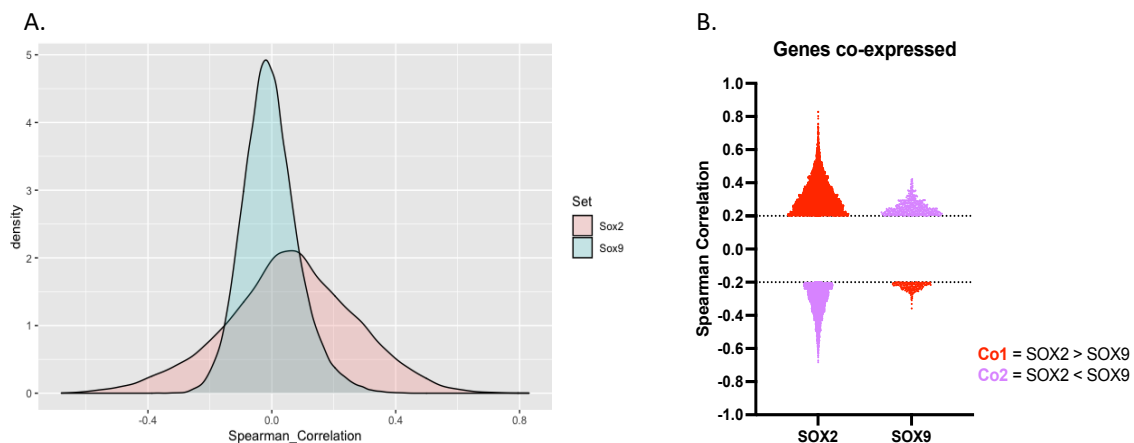 A.
density
5
4
3
2
1
0
-0.4
0.0
0.4
0.8
Spearman_Correlation
Set
Sox2
Sox9
B.
Genes co-expressed
Spearman Correlation
1.0
0.8
0.6
0.4
0.2
0.0
-0.2
-0.4
-0.6
-0.8
-1.0
SOX2
SOX9
Co1 = SOX2 > SOX9
Co2 = SOX2 < SOX9